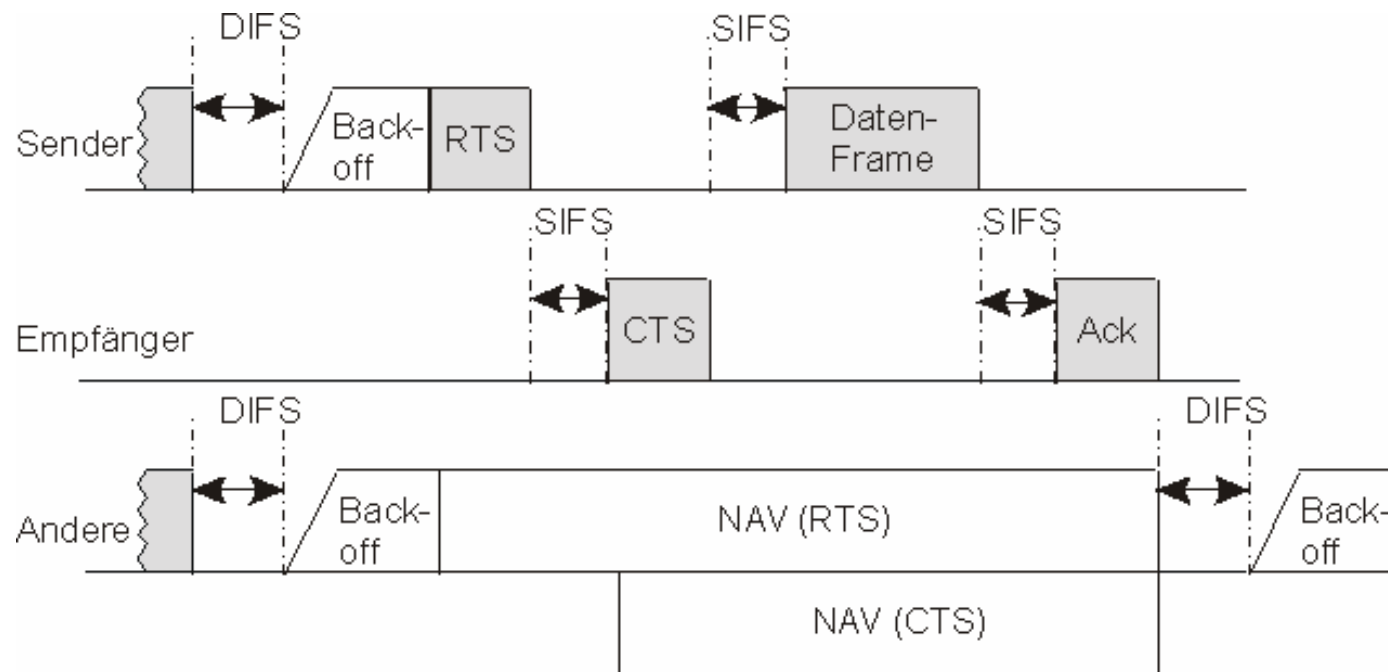 DIFS
SIFS
Sender
Back-
off
RTS
Daten-
Frame
SIFS
SIFS
Empfänger
CTS
Ack
DIFS
DIFS
Andere
Back-
off
NAV (RTS)
Back-
off
NAV (CTS)